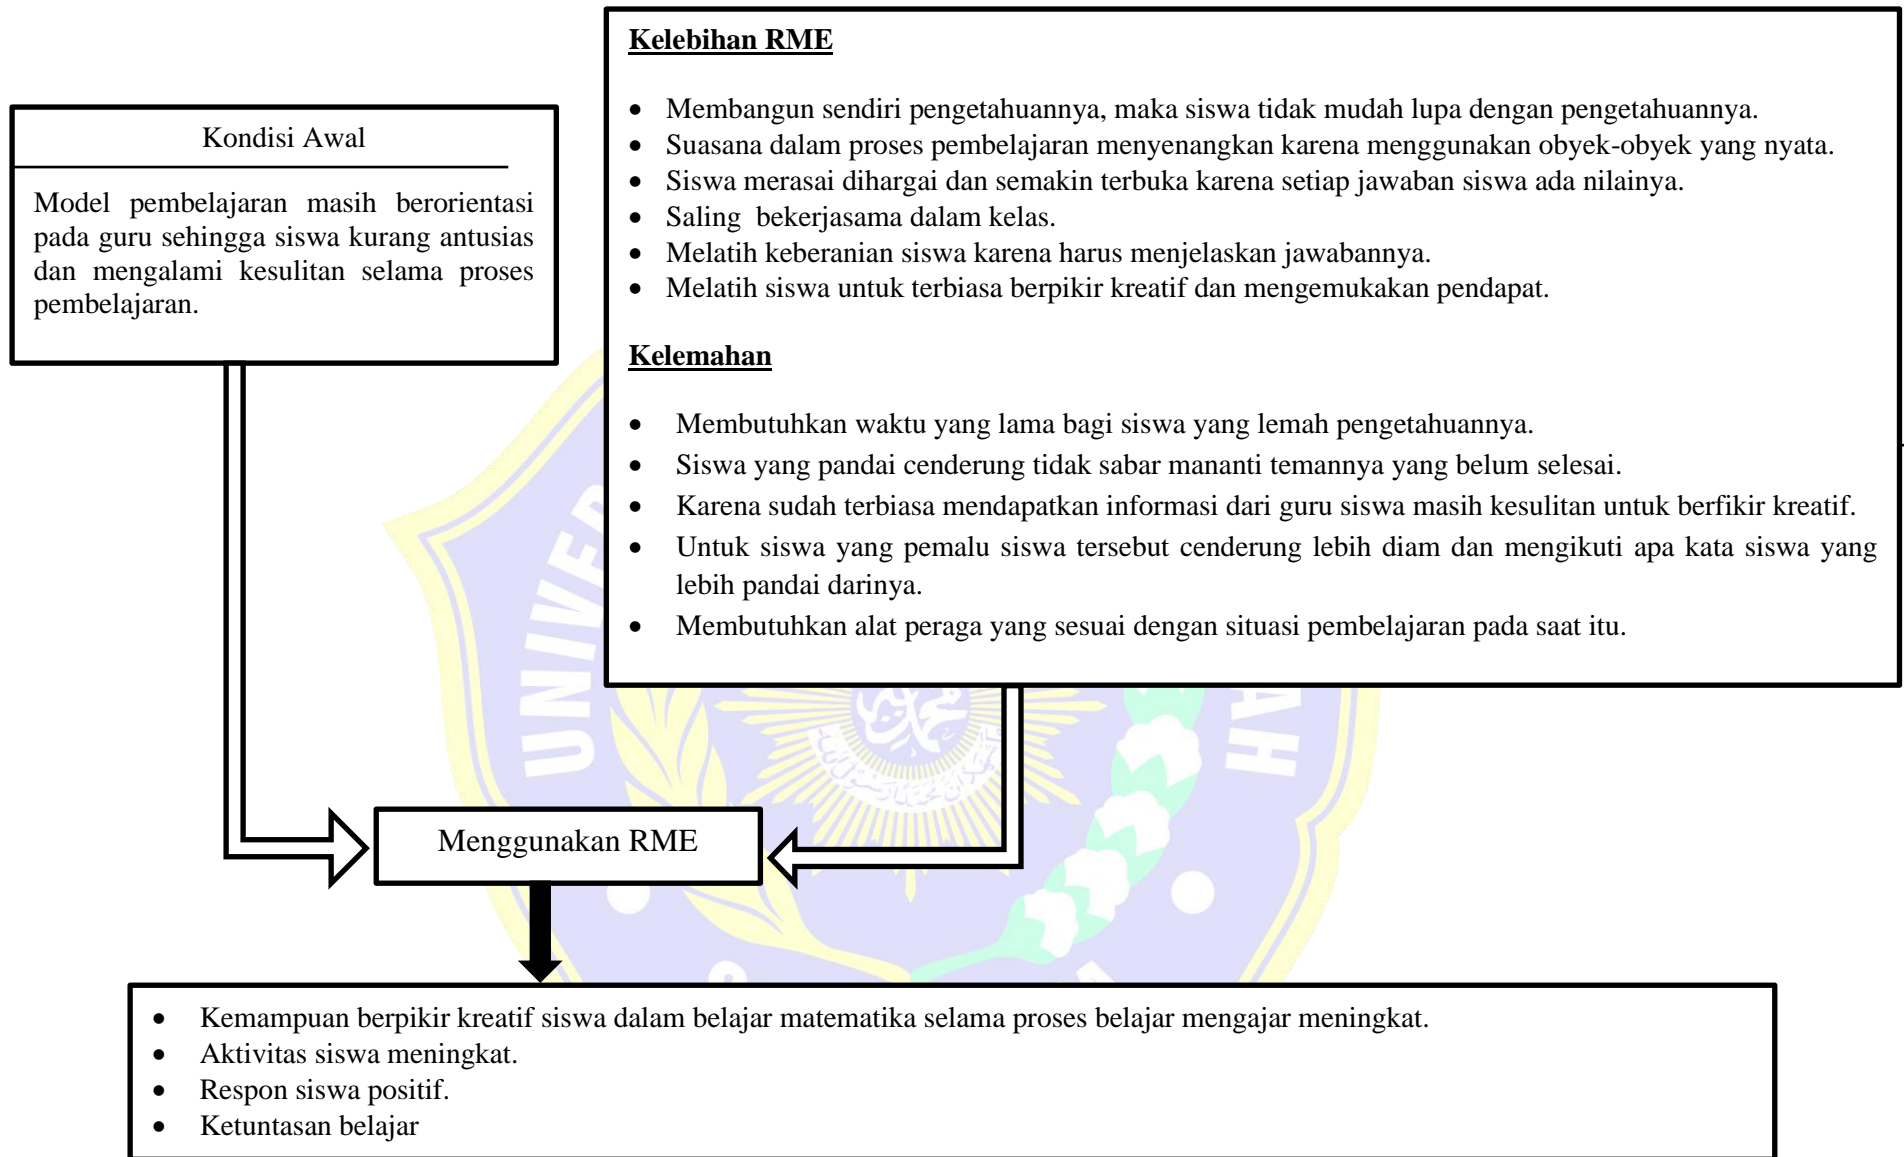 Kondisi Awal
Model pembelajaran masih berorientasi
pada guru sehingga siswa kurang antusias
dan mengalami kesulitan selama proses
pembelajaran.
Kelebihan RME
• Membangun sendiri pengetahuannya, maka siswa tidak mudah lupa dengan pengetahuannya.
• Suasana dalam proses pembelajaran menyenangkan karena menggunakan obyek-obyek yang nyata.
• Siswa merasai dihargai dan semakin terbuka karena setiap jawaban siswa ada nilainya.
• Saling bekerjasama dalam kelas.
• Melatih keberanian siswa karena harus menjelaskan jawabannya.
• Melatih siswa untuk terbiasa berpikir kreatif dan mengemukakan pendapat.
Kelemahan
• Membutuhkan waktu yang lama bagi siswa yang lemah pengetahuannya.
• Siswa yang pandai cenderung tidak sabar mananti temannya yang belum selesai.
• Karena sudah terbiasa mendapatkan informasi dari guru siswa masih kesulitan untuk berfikir kreatif.
• Untuk siswa yang pemalu siswa tersebut cenderung lebih diam dan mengikuti apa kata siswa yang
lebih pandai darinya.
• Membutuhkan alat peraga yang sesuai dengan situasi pembelajaran pada saat itu.
Menggunakan RME
• Kemampuan berpikir kreatif siswa dalam belajar matematika selama proses belajar mengajar meningkat.
• Aktivitas siswa meningkat.
• Respon siswa positif.
• Ketuntasan belajar